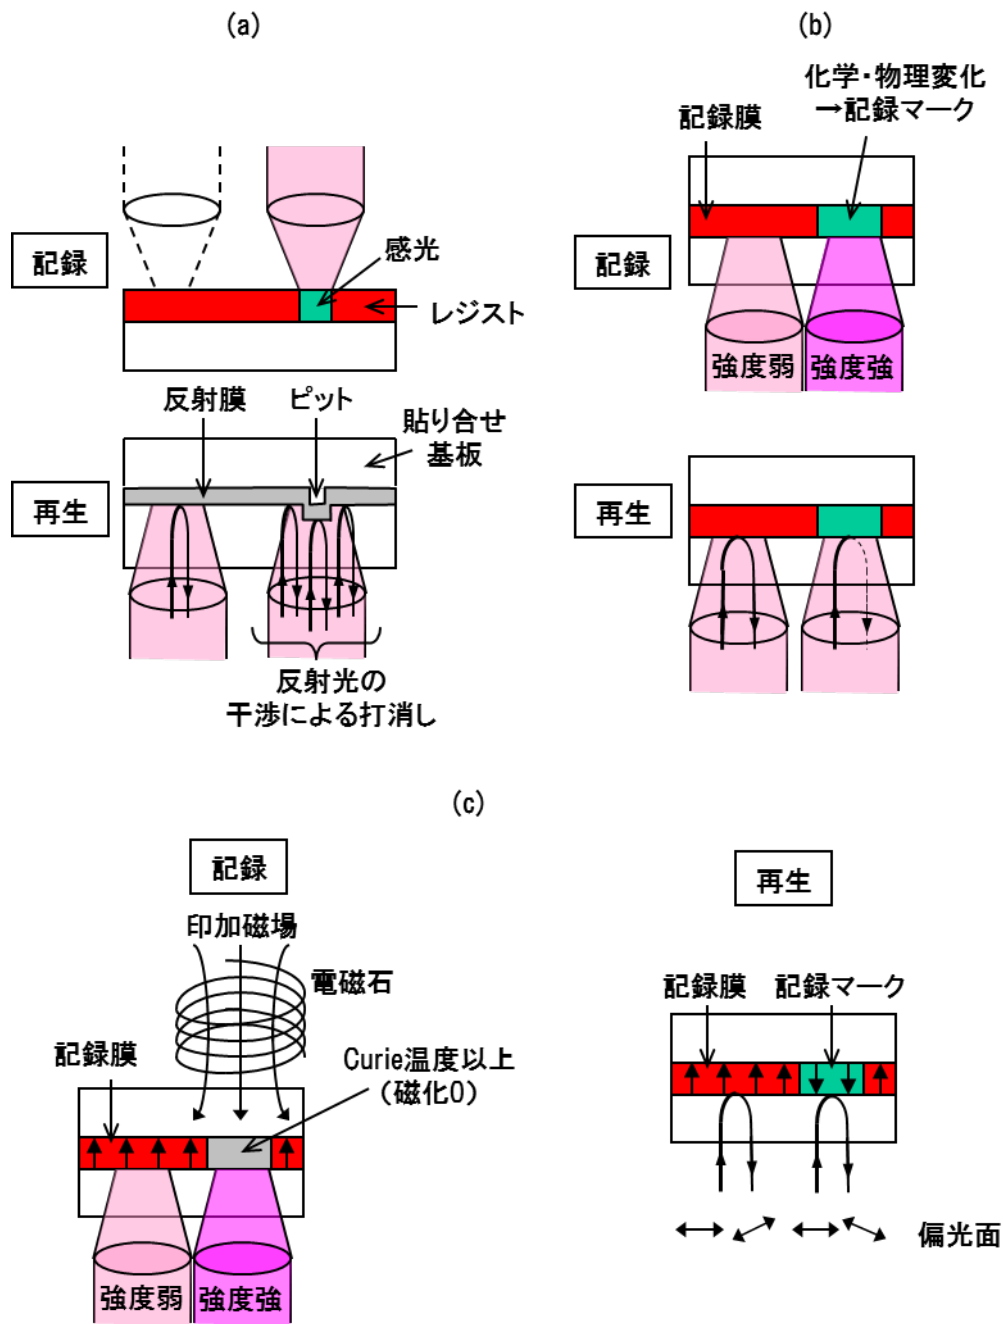 (a)
記録
感光
レジスト
反射膜
ピット
貼り合せ
基板
再生
反射光の
干渉による打消し
(b)
化学・物理変化
→記録マーク
記録膜
記録
強度弱
強度強
再生
(c)
記録
印加磁場
電磁石
記録膜
Curie温度以上
（磁化0）
強度弱
強度強
再生
記録膜
記録マーク
偏光面